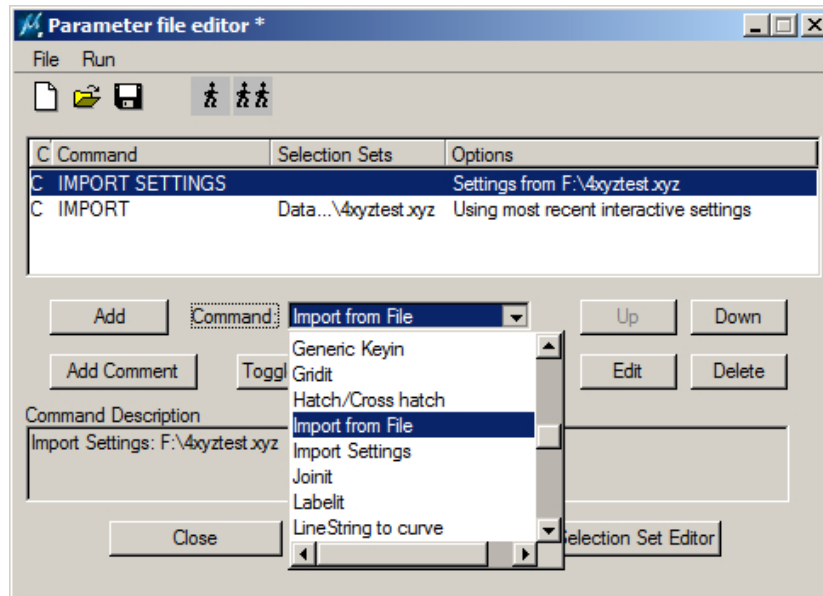 Parameter file editor *
File Run
C Command Selection Sets Options
C IMPORT SETTINGS Settings from F:\4xyztest.xyz
C IMPORT Data...\4xyztest.xyz Using most recent interactive settings
Add Command: Import from File Up Down
Generic Keyin
Add Comment Toggl Gridit Edit Delete
Hatch/Cross hatch
Command Description
Import from File
Import Settings: F:\4xyztest.xyz Import Settings
Joinit
Labelit
Close LineString to curve Selection Set Editor